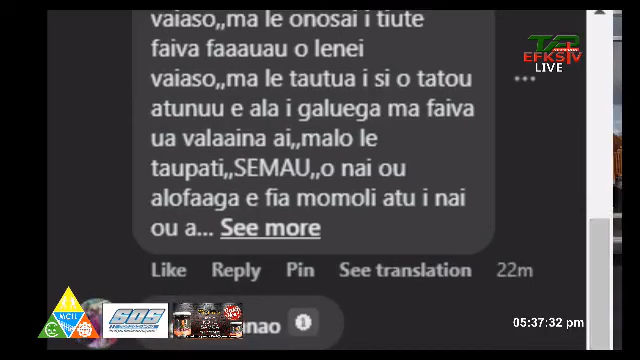 vaiaso,,ma le onosai i tiute
faiva faaauau o lenei
vaiaso,,ma le tautua i si o tatou
atunuu e ala i galuega ma faiva
ua valaaina ai,,malo le
taupati,,SEMAU,,o nai ou
alofaaga e fia momoli atu i nai
ou a... See more
Like Reply Pin See translation 22m
nao 1
EFKS TV
LIVE
MCIL
SOS
05:37:32 pm